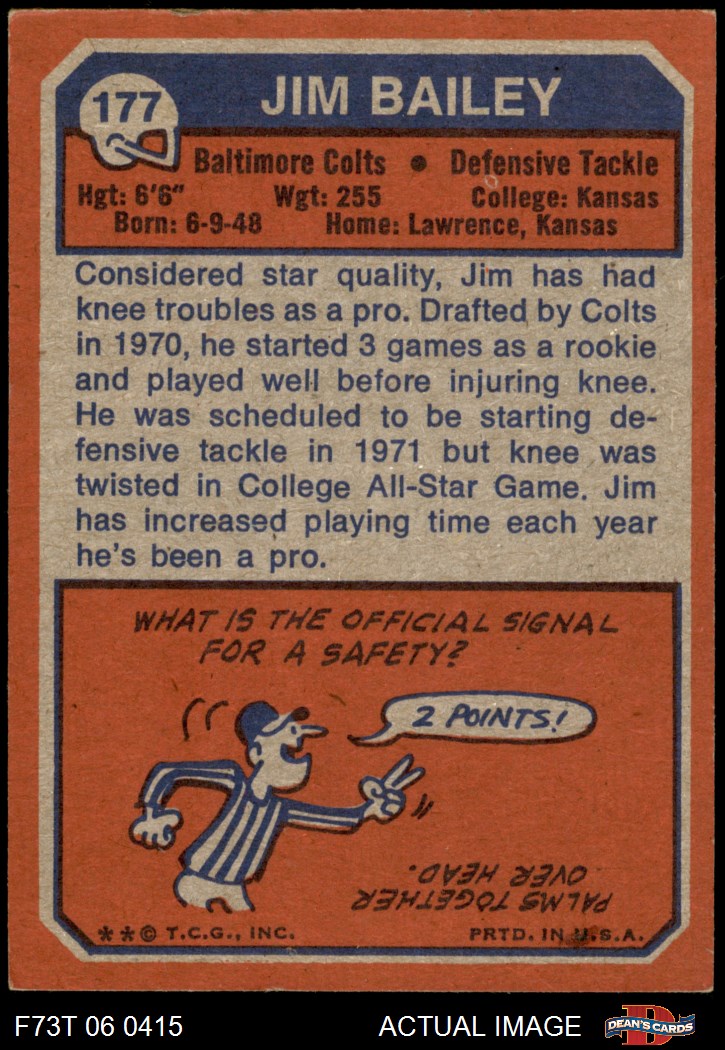 177
JIM BAILEY
Baltimore Colts • Defensive Tackle
Hgt: 6'6" Wgt: 255 College: Kansas
Born: 6-9-48 Home: Lawrence, Kansas
Considered star quality, Jim has had
knee troubles as a pro. Drafted by Colts
in 1970, he started 3 games as a rookie
and played well before injuring knee.
He was scheduled to be starting de-
fensive tackle in 1971 but knee was
twisted in College All-Star Game. Jim
has increased playing time each year
he's been a pro.
WHAT IS THE OFFICIAL SIGNAL
FOR A SAFETY?
2 POINTS!
PALMS TOGETHER
OVER HEAD.
**© T.C.G., INC. PRTD. IN U.S.A.
F73T 06 0415 ACTUAL IMAGE D DEAN'S CARDS